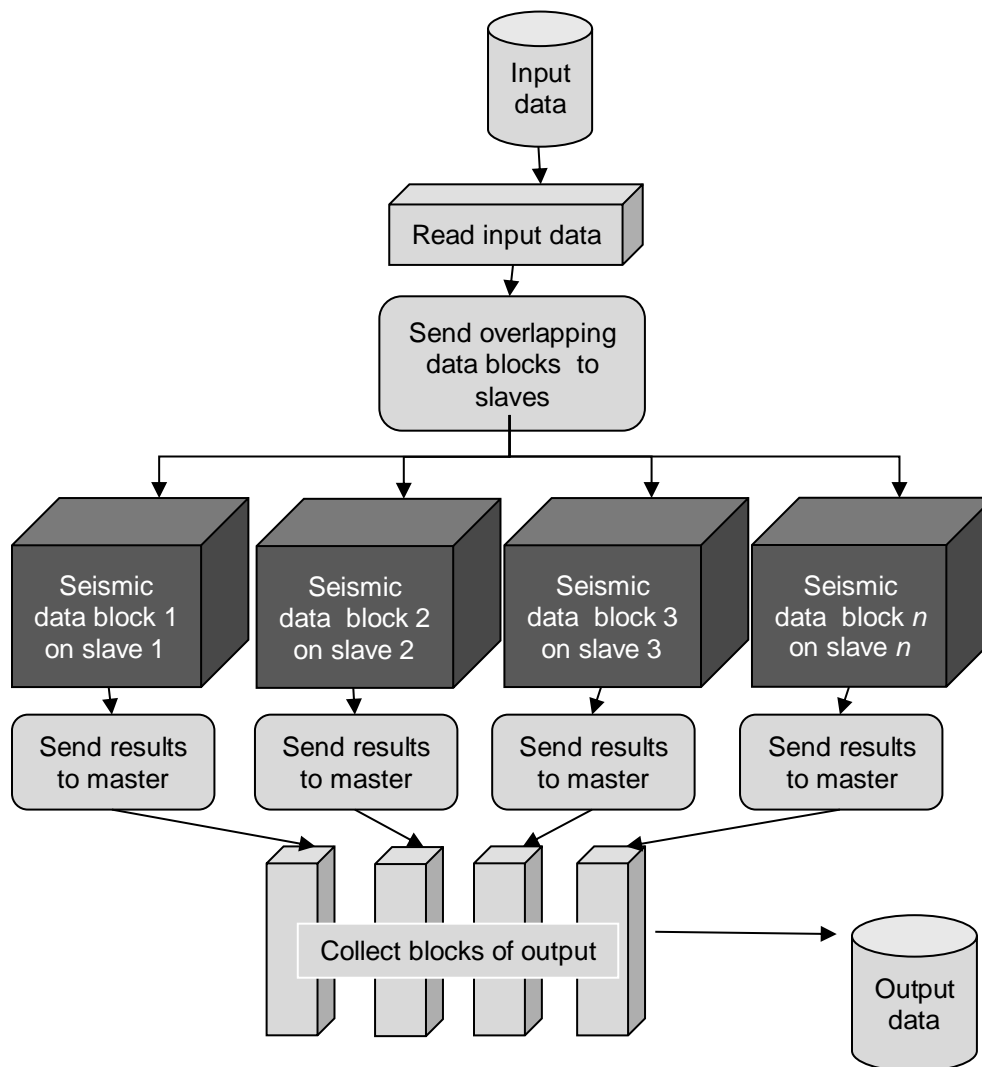 Input
data
Read input data
Send overlapping
data blocks to
slaves
Seismic
data block 1
on slave 1
Seismic
data block 2
on slave 2
Seismic
data block 3
on slave 3
Seismic
data block n
on slave n
Send results
to master
Send results
to master
Send results
to master
Send results
to master
Collect blocks of output
Output
data